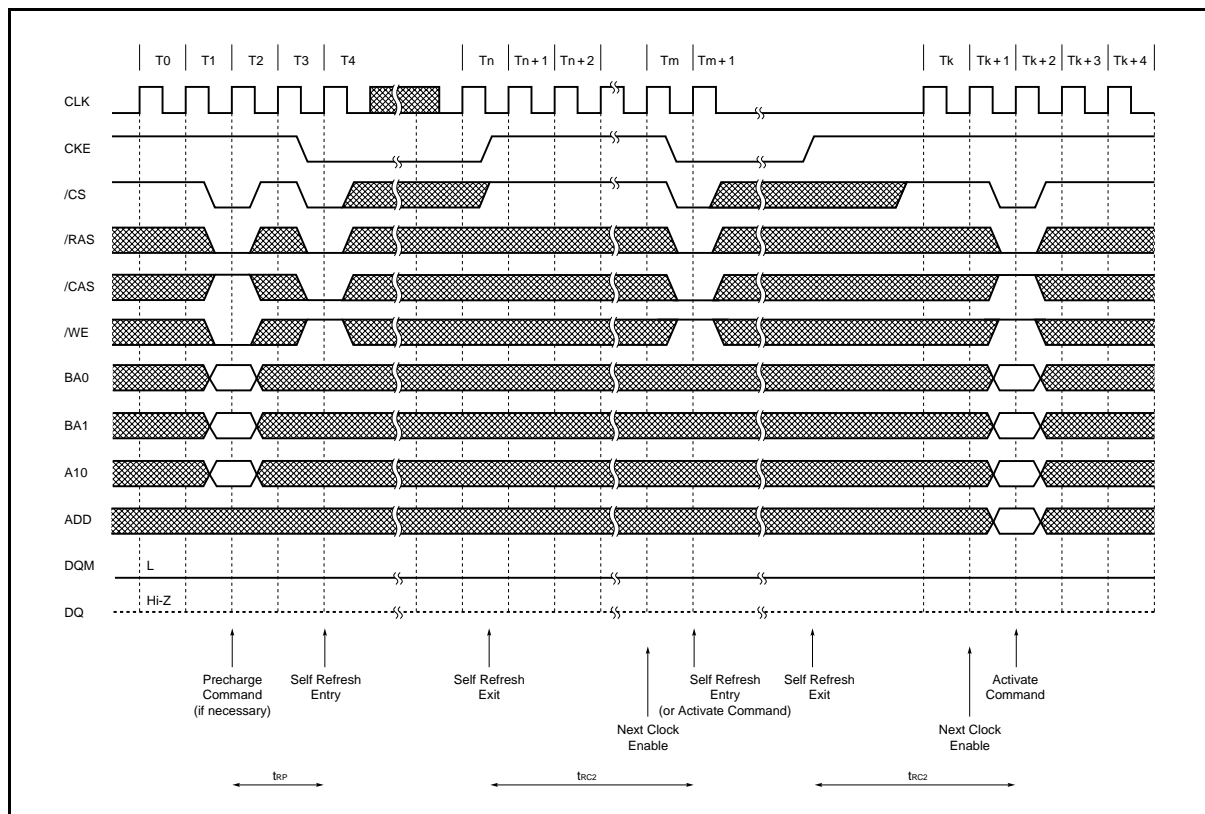 T0 T1 T2 T3 T4 Tn Tn + 1 Tn + 2 Tm Tm + 1 Tk Tk + 1 Tk + 2 Tk + 3 Tk + 4
CLK
CKE
/CS
/RAS
/CAS
/WE
BA0
BA1
A10
ADD
DQM L
Hi-Z
DQ
Precharge
Command
(if necessary)
Self Refresh
Entry
Self Refresh
Exit
Next Clock
Enable
Self Refresh
Entry
(or Activate Command)
Self Refresh
Exit
Next Clock
Enable
Activate
Command
tRP tRC2 tRC2